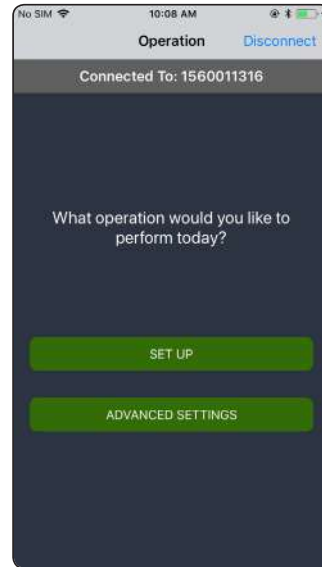 No SIM 10:08 AM
Operation Disconnect
Connected To: 1560011316
What operation would you like to
perform today?
SET UP
ADVANCED SETTINGS